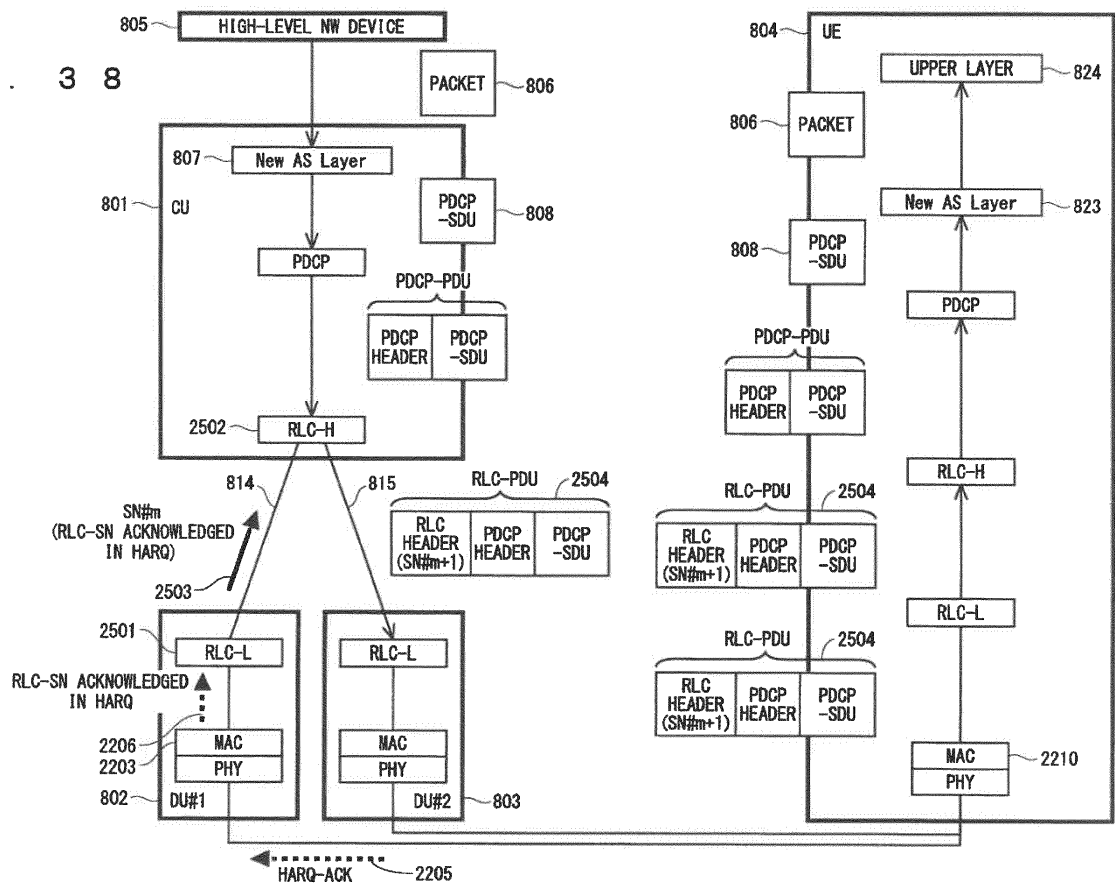 . 3 8
805
HIGH-LEVEL NW DEVICE
PACKET
806
807
New AS Layer
801
CU
PDCP
-SDU
808
PDCP
PDCP-PDU
PDCP
HEADER
PDCP
-SDU
2502
RLC-H
814
815
SN#m
(RLC-SN ACKNOWLEDGED
IN HARQ)
2503
RLC-PDU
2504
RLC
HEADER
(SN#m+1)
PDCP
HEADER
PDCP
-SDU
2501
RLC-L
RLC-L
RLC-SN ACKNOWLEDGED
IN HARQ
2206
2203
MAC
PHY
MAC
PHY
802
DU#1
DU#2
803
HARQ-ACK
2205
804
UE
UPPER LAYER
824
806
PACKET
New AS Layer
823
808
PDCP
-SDU
PDCP
PDCP-PDU
PDCP
HEADER
PDCP
-SDU
RLC-H
RLC-PDU
2504
RLC
HEADER
(SN#m+1)
PDCP
HEADER
PDCP
-SDU
RLC-L
RLC-PDU
2504
RLC
HEADER
(SN#m+1)
PDCP
HEADER
PDCP
-SDU
MAC
PHY
2210